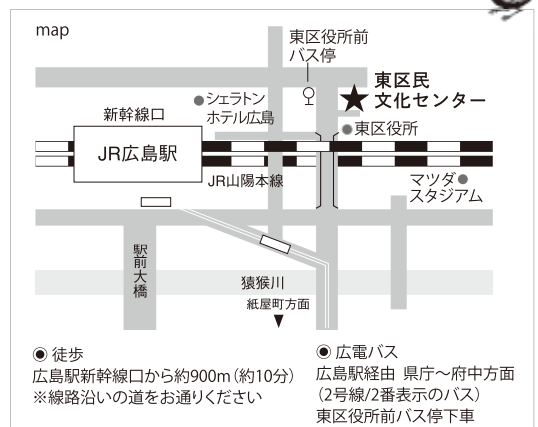 map
東区役所前
バス停
東区民
文化センター
シェラトン
ホテル広島
新幹線口
東区役所
JR広島駅
JR山陽本線
マツダ
スタジアム
駅前大橋
猿猴川
紙屋町方面
◉ 徒歩
広島駅新幹線口から約900m（約10分）
※線路沿いの道をお通りください
◉ 広電バス
広島駅経由 県庁〜府中方面
（2号線/2番表示のバス）
東区役所前バス停下車